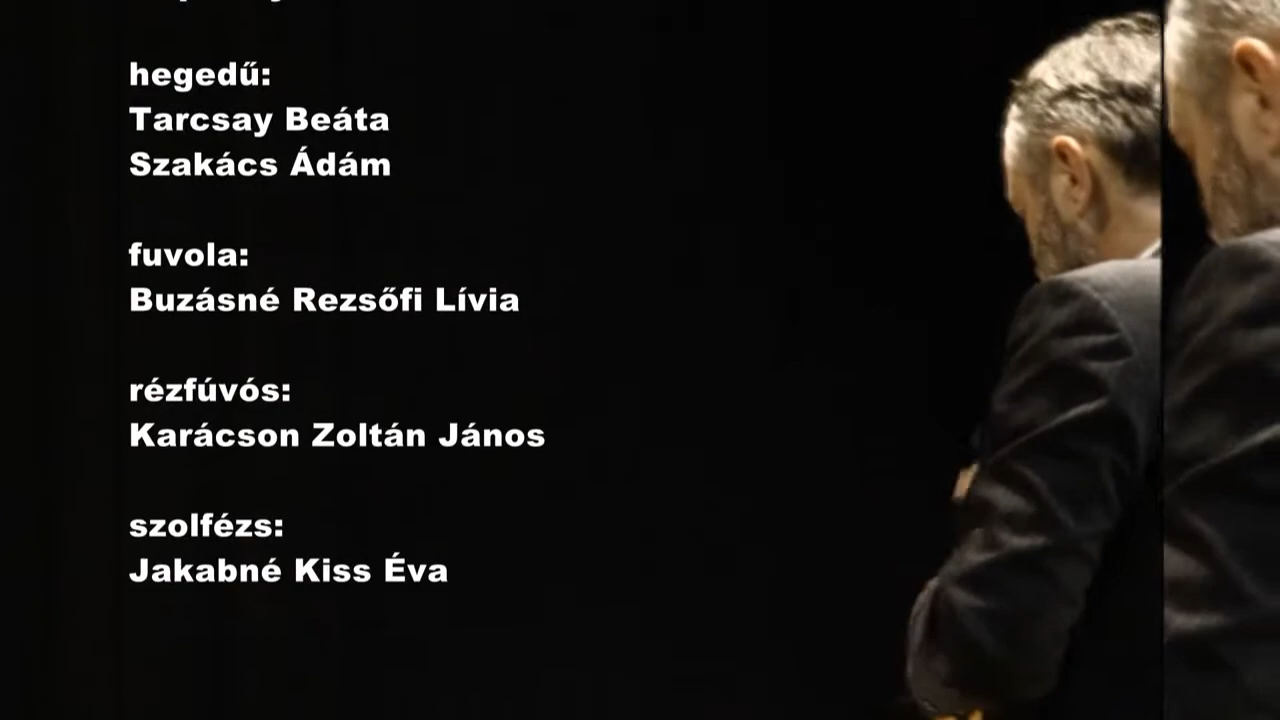 hegedű:
Tarcsay Beáta
Szakács Ádám
fuvola:
Buzásné Rezsőfi Lívia
rézfúvós:
Karácson Zoltán János
szolfézs:
Jakabné Kiss Éva